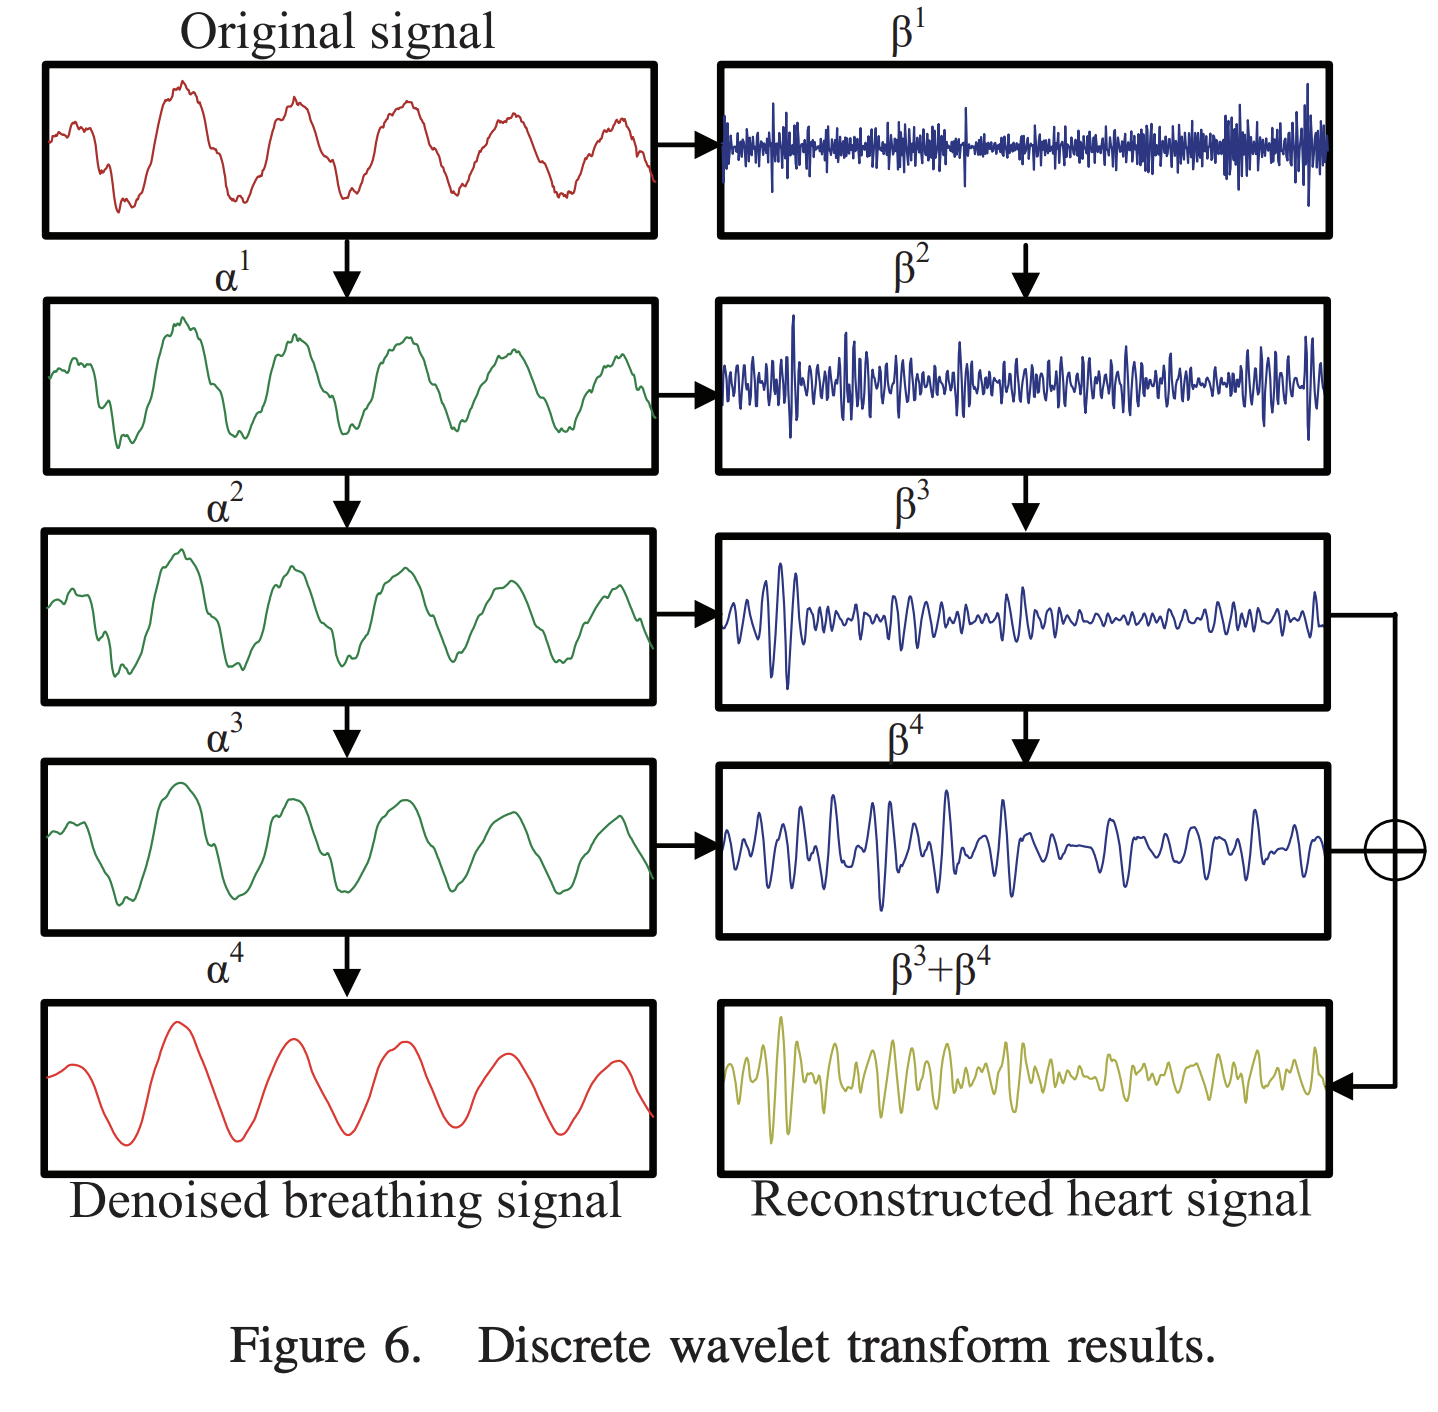 Original signal
β¹
α¹
β²
α²
β³
α³
β⁴
α⁴
β³+β⁴
Denoised breathing signal
Reconstructed heart signal
Figure 6. Discrete wavelet transform results.